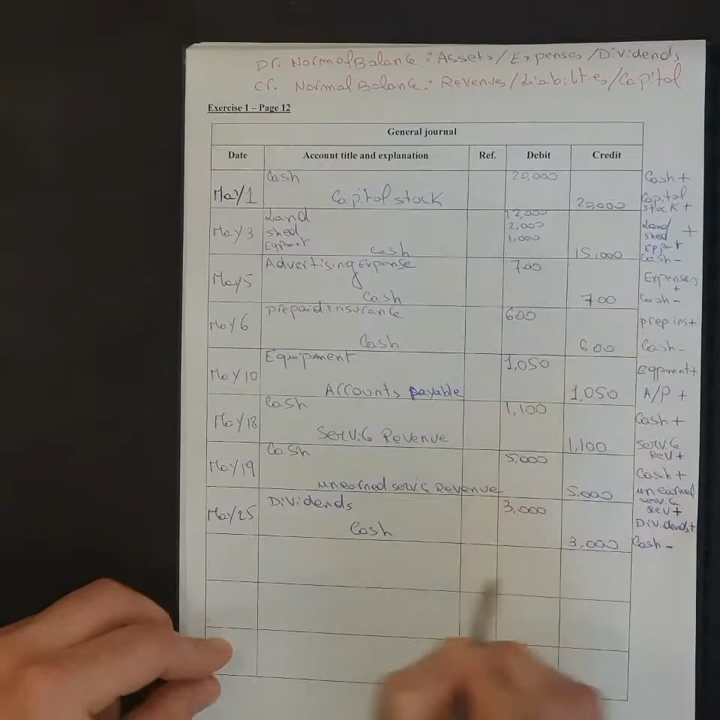 Dr. Normal Balance : Assets / Expenses / Dividends
Cr. Normal Balance : Revenues / Liabilities / Capital
Exercise 1 – Page 12
General journal
Date Account title and explanation Ref. Debit Credit
May 1 Cash 20,000 Cash +
Capital stock 20,000 Capital stock +
May 3 Land 12,000 Land +
Shed 2,000 shed
Eqpment 1,000 Eqpmt
Cash 15,000 Cash -
May 5 Advertising Expense 700 Expenses +
Cash 700 Cash -
May 6 prepaid insurance 600 prep ins +
Cash 600 Cash -
May 10 Equipment 1,050 Eqpmnt +
Accounts payable 1,050 A/P +
May 18 Cash 1,100 Cash +
Service Revenue 1,100 Servic Rev +
May 19 Cash 5,000 Cash +
unearned service Revenue 5,000 unearned servic Rev +
May 25 Dividends 3,000 Dividends +
Cash 3,000 Cash -